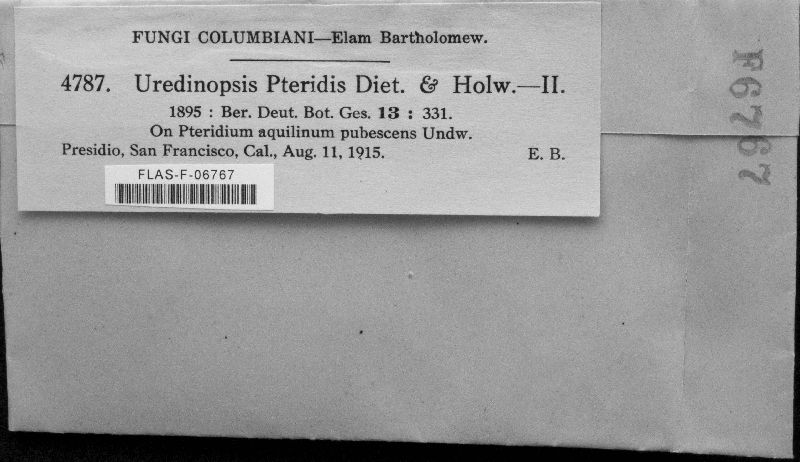 FUNGI COLUMBIANI—Elam Bartholomew.
4787. Uredinopsis Pteridis Diet. & Holw.—II.
1895 : Ber. Deut. Bot. Ges. 13 : 331.
On Pteridium aquilinum pubescens Undw.
Presidio, San Francisco, Cal., Aug. 11, 1915. E. B.
FLAS-F-06767
F6767